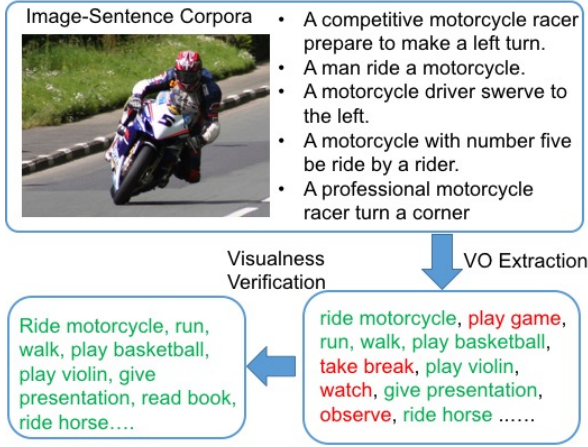 Image-Sentence Corpora
• A competitive motorcycle racer
prepare to make a left turn.
• A man ride a motorcycle.
• A motorcycle driver swerve to
the left.
• A motorcycle with number five
be ride by a rider.
• A professional motorcycle
racer turn a corner
5
Visualness
Verification
VO Extraction
Ride motorcycle, run,
walk, play basketball,
play violin, give
presentation, read book,
ride horse....
ride motorcycle, play game,
run, walk, play basketball,
take break, play violin,
watch, give presentation,
observe, ride horse ......